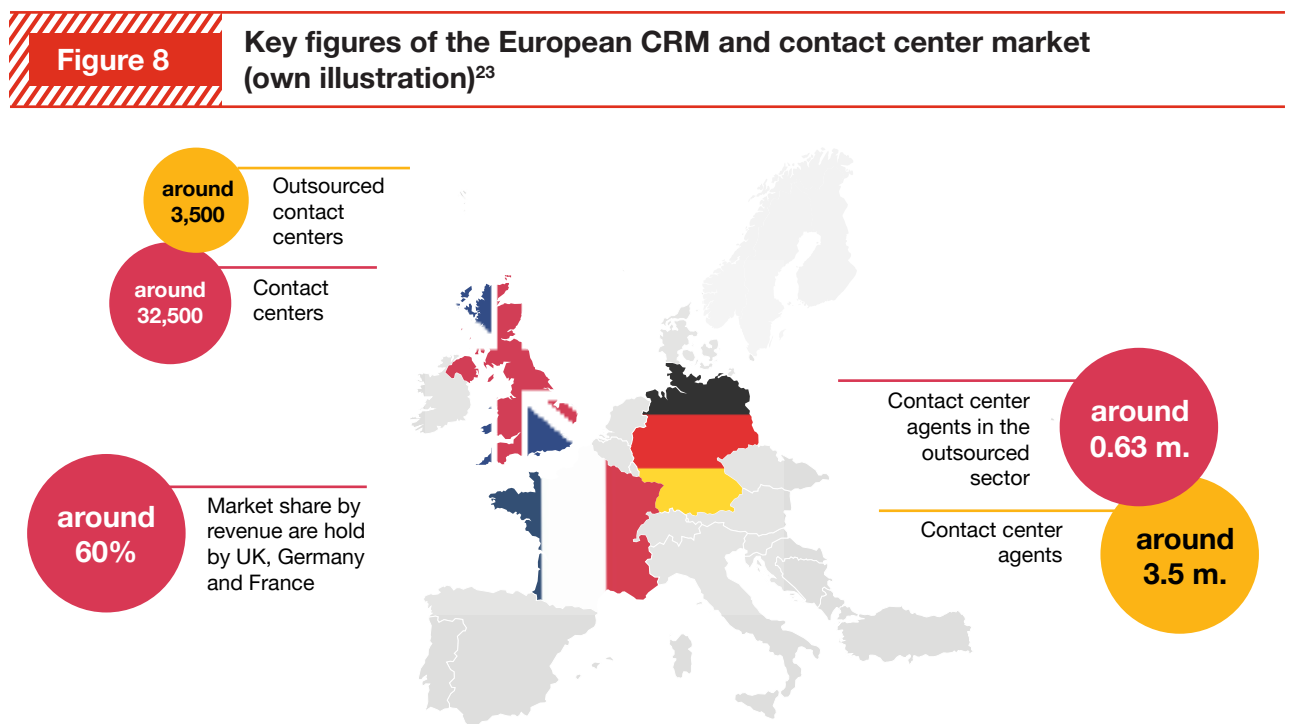 Figure 8
Key figures of the European CRM and contact center market
(own illustration)23
around
3,500
Outsourced
contact
centers
around
32,500
Contact
centers
around
60%
Market share by
revenue are hold
by UK, Germany
and France
Contact center
agents in the
outsourced
sector
around
0.63 m.
Contact center
agents
around
3.5 m.